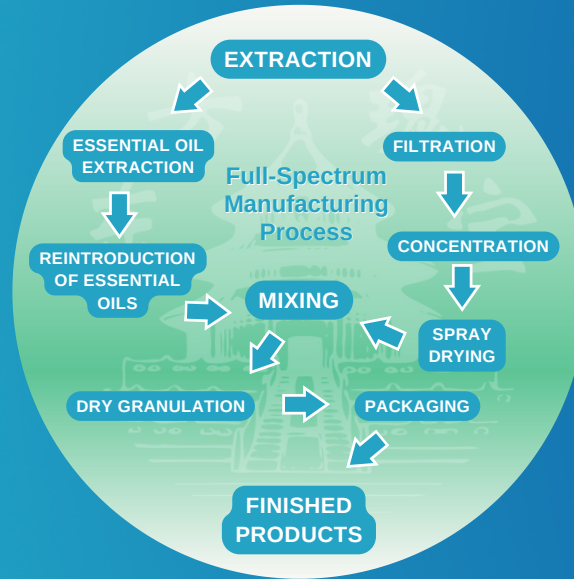 EXTRACTION
ESSENTIAL OIL
EXTRACTION
FILTRATION
Full-Spectrum
Manufacturing
Process
REINTRODUCTION
OF ESSENTIAL
OILS
CONCENTRATION
MIXING
SPRAY
DRYING
DRY GRANULATION
PACKAGING
FINISHED
PRODUCTS